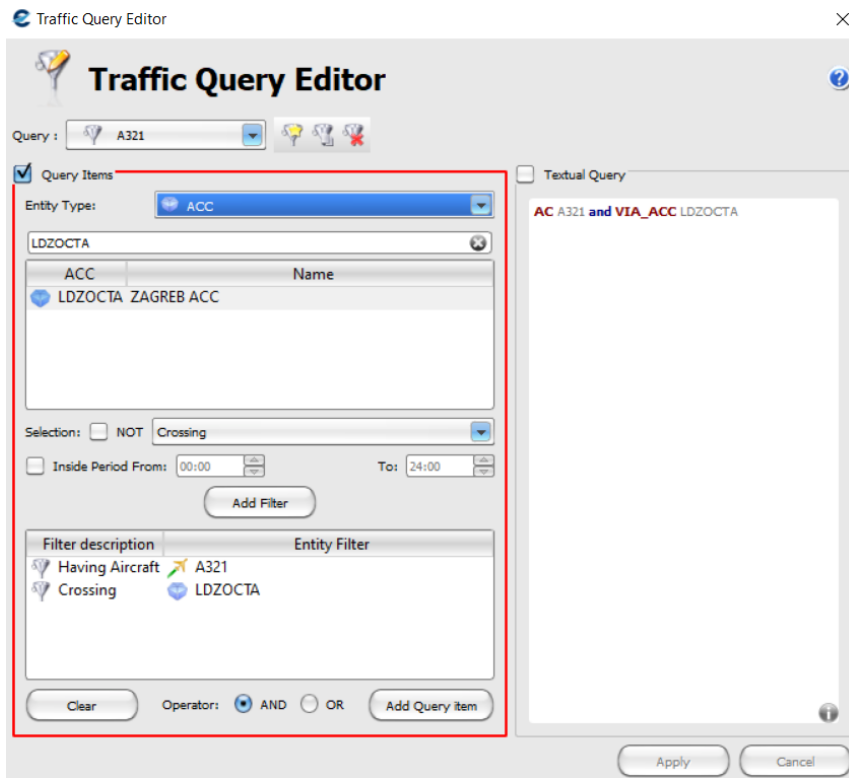 Traffic Query Editor
Traffic Query Editor
Query : A321
Query Items
Entity Type: ACC
LDZOCTA
ACC Name
LDZOCTA ZAGREB ACC
Selection: NOT Crossing
Inside Period From: 00:00 To: 24:00
Add Filter
Filter description Entity Filter
Having Aircraft A321
Crossing LDZOCTA
Clear Operator: AND OR Add Query item
Textual Query
AC A321 and VIA_ACC LDZOCTA
Apply Cancel